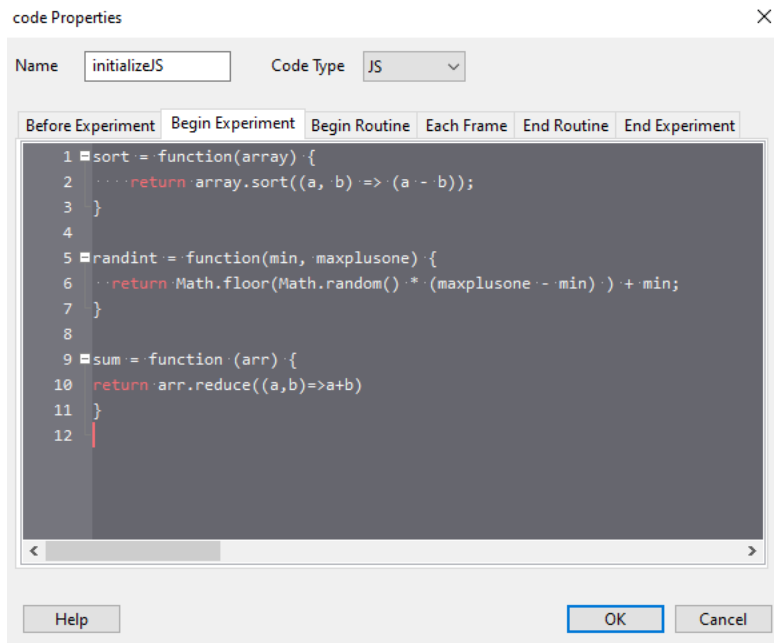 code Properties
Name initializeJS Code Type JS
Before Experiment Begin Experiment Begin Routine Each Frame End Routine End Experiment
1 sort = function(array) {
2     return array.sort((a, b) => (a - b));
3 }
4
5 randint = function(min, maxplusone) {
6   return Math.floor(Math.random() * (maxplusone - min) ) + min;
7 }
8
9 sum = function (arr) {
10 return arr.reduce((a,b)=>a+b)
11 }
12
Help OK Cancel